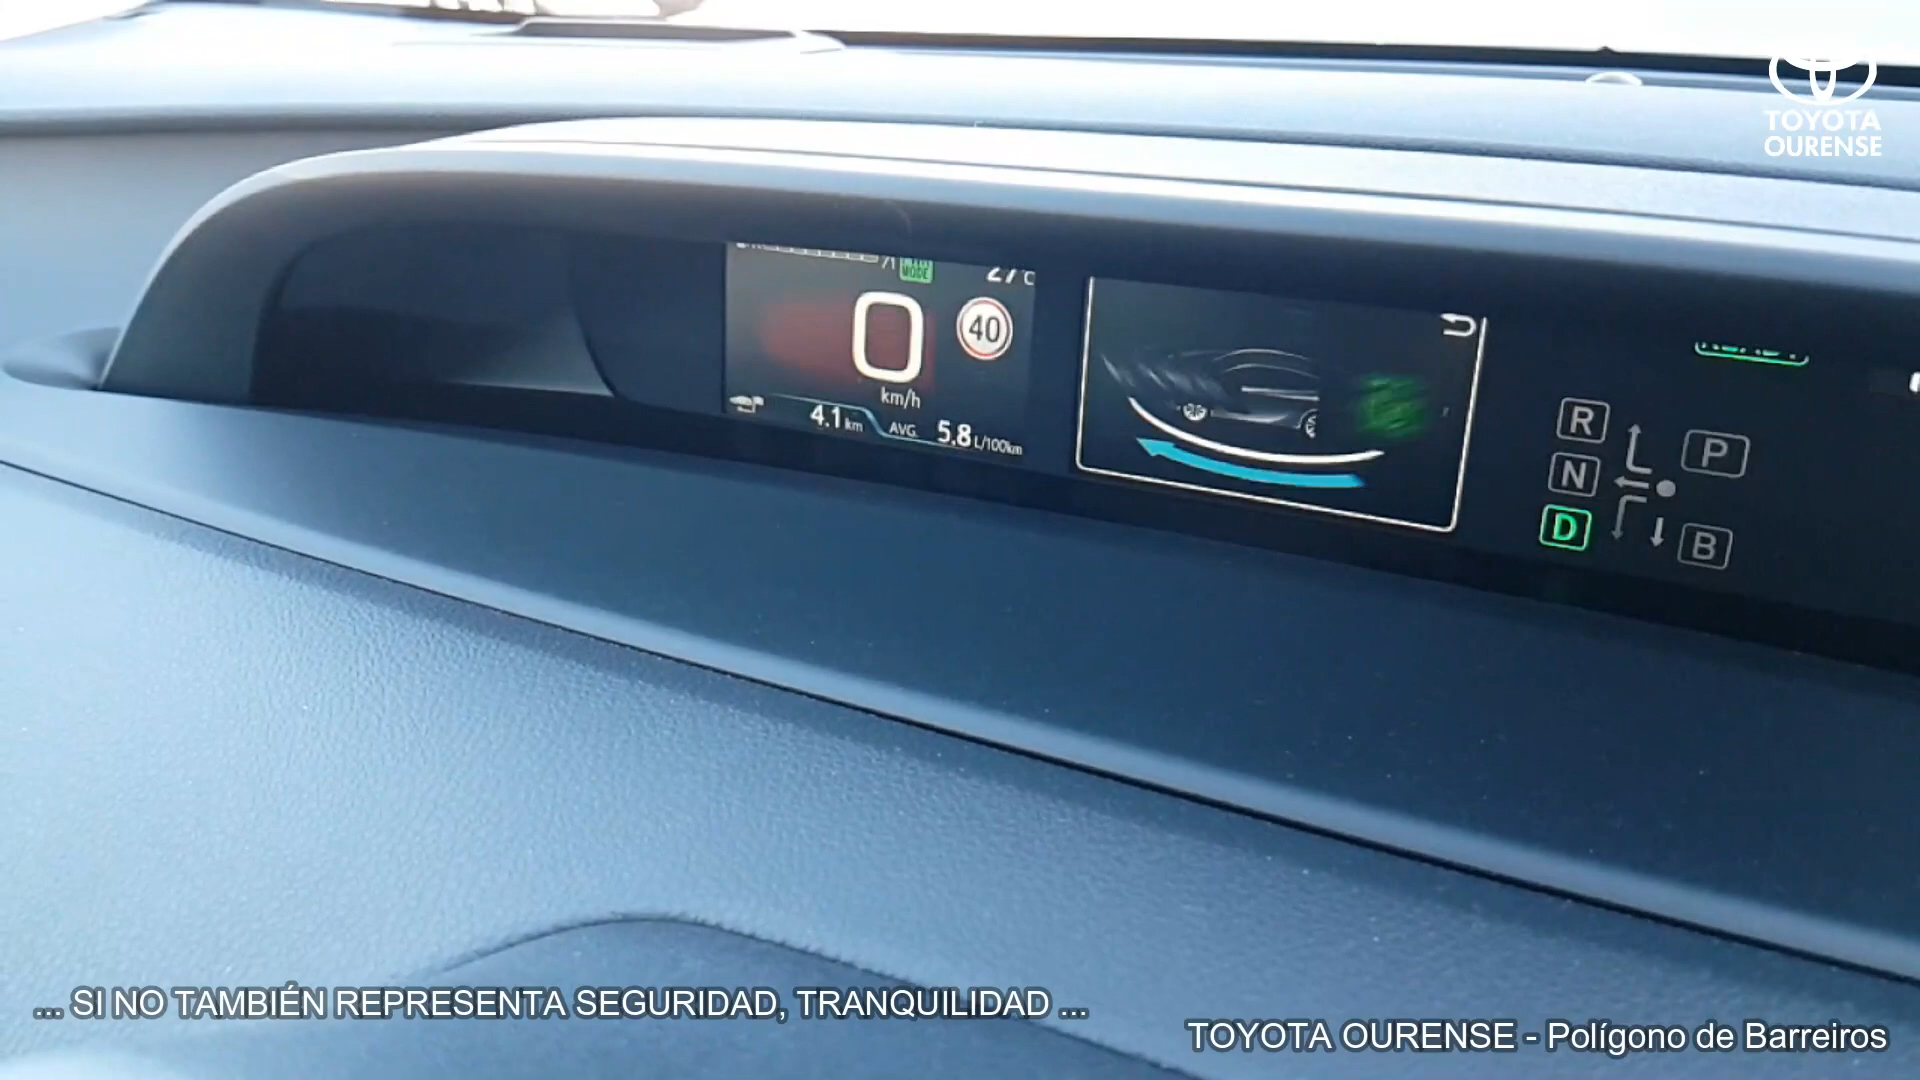 TOYOTA
OURENSE
MODE
27°C
0
40
km/h
4.1 km
AVG. 5.8 L/100km
R
N
D
P
B
... SI NO TAMBIÉN REPRESENTA SEGURIDAD, TRANQUILIDAD ...
TOYOTA OURENSE - Polígono de Barreiros